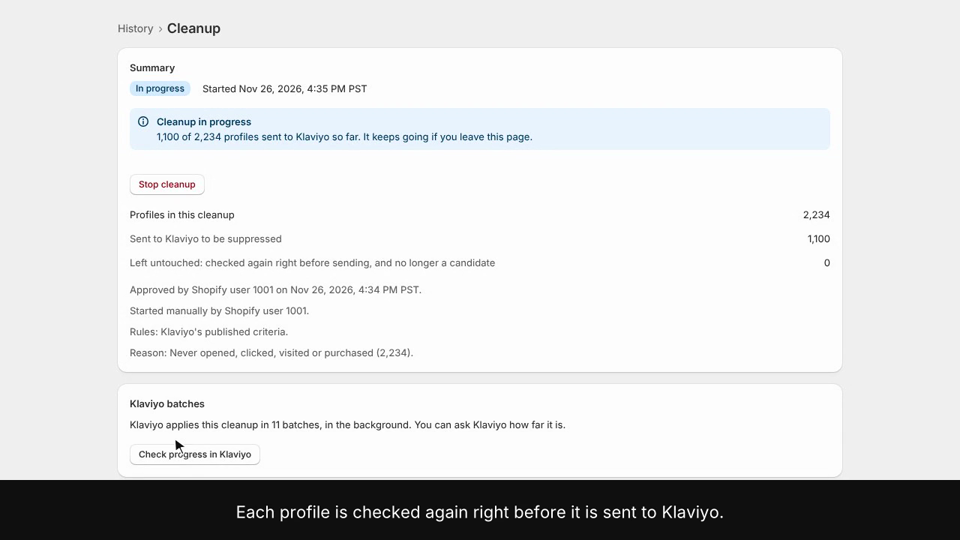 History › Cleanup
Summary
In progress Started Nov 26, 2026, 4:35 PM PST
Cleanup in progress
1,100 of 2,234 profiles sent to Klaviyo so far. It keeps going if you leave this page.
Stop cleanup
Profiles in this cleanup 2,234
Sent to Klaviyo to be suppressed 1,100
Left untouched: checked again right before sending, and no longer a candidate 0
Approved by Shopify user 1001 on Nov 26, 2026, 4:34 PM PST.
Started manually by Shopify user 1001.
Rules: Klaviyo's published criteria.
Reason: Never opened, clicked, visited or purchased (2,234).
Klaviyo batches
Klaviyo applies this cleanup in 11 batches, in the background. You can ask Klaviyo how far it is.
Check progress in Klaviyo
Each profile is checked again right before it is sent to Klaviyo.